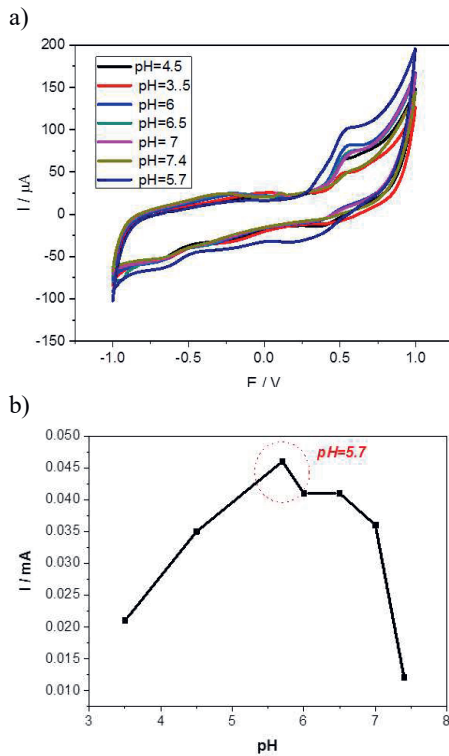 a)
200
150
100
50
0
-50
-100
-150
I / µA
pH=4.5
pH=3..5
pH=6
pH=6.5
pH= 7
pH=7.4
pH=5.7
-1.0 -0.5 0.0 0.5 1.0
E / V
b)
0.050
0.045
0.040
0.035
0.030
0.025
0.020
0.015
0.010
I / mA
pH=5.7
3 4 5 6 7 8
pH